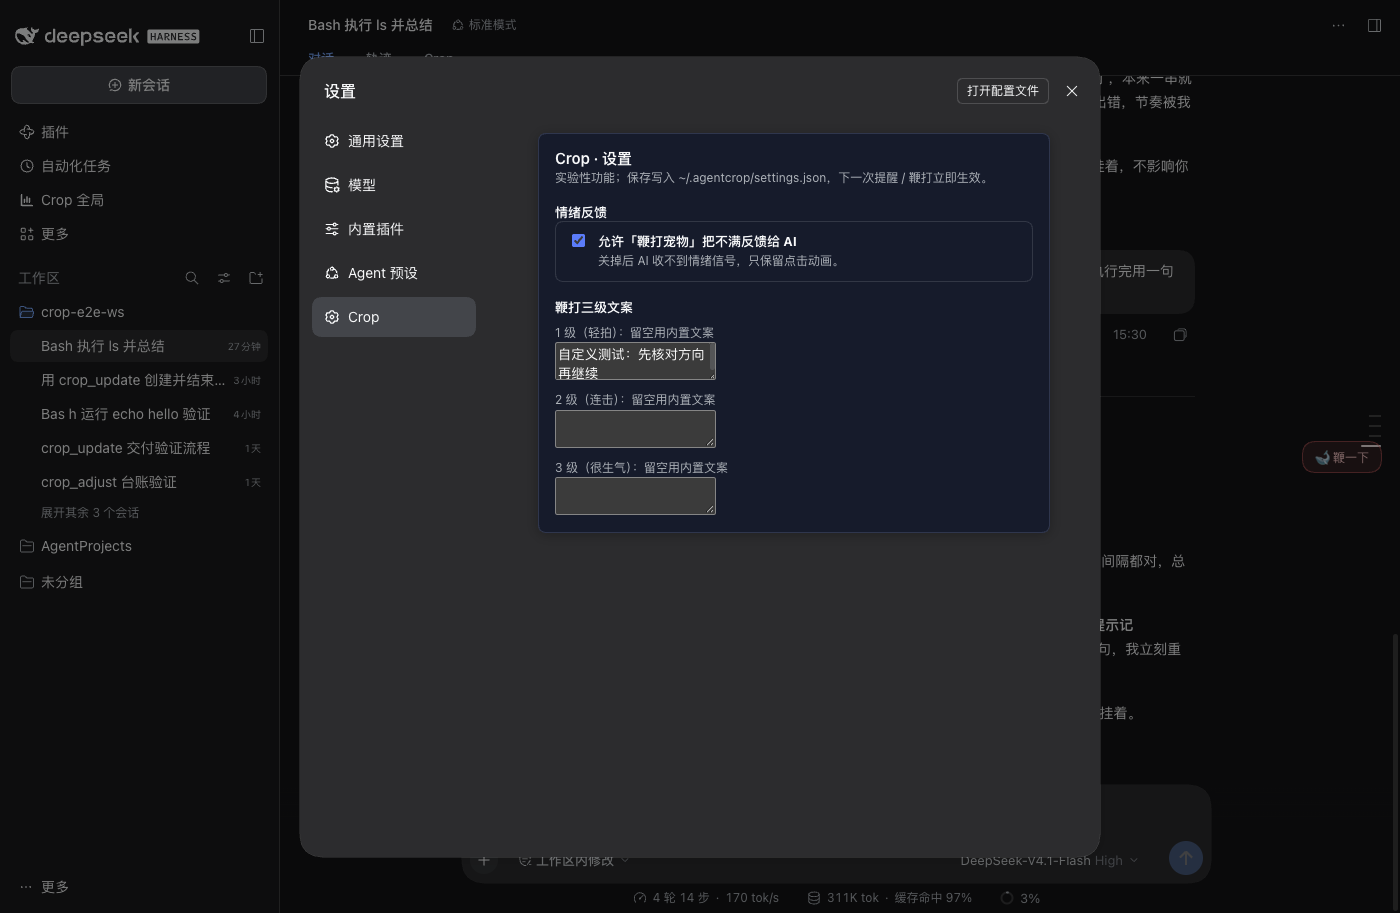 deepseek HARNESS
新会话
插件
自动化任务
Crop 全局
更多
工作区
crop-e2e-ws
Bash 执行 ls 并总结 27分钟
用 crop_update 创建并结束... 3小时
Bas h 运行 echo hello 验证 4小时
crop_update 交付验证流程 1天
crop_adjust 台账验证 1天
展开其余 3 个会话
AgentProjects
未分组
··· 更多
Bash 执行 ls 并总结 标准模式
设置
打开配置文件
通用设置
模型
内置插件
Agent 预设
Crop
Crop · 设置
实验性功能；保存写入 ~/.agentcrop/settings.json，下一次提醒 / 鞭打立即生效。
情绪反馈
允许「鞭打宠物」把不满反馈给 AI
关掉后 AI 收不到情绪信号，只保留点击动画。
鞭打三级文案
1 级（轻拍）：留空用内置文案
自定义测试：先核对方向
再继续
2 级（连击）：留空用内置文案
3 级（很生气）：留空用内置文案
，本来一串就
出错，节奏被我
挂着，不影响你
执行完用一句
15:30
鞭一下
间隔都对，总
提示记
句，我立刻重
挂着。
工作区内修改
DeepSeek-V4.1-Flash High
4 轮 14 步 · 170 tok/s
311K tok · 缓存命中 97%
3%